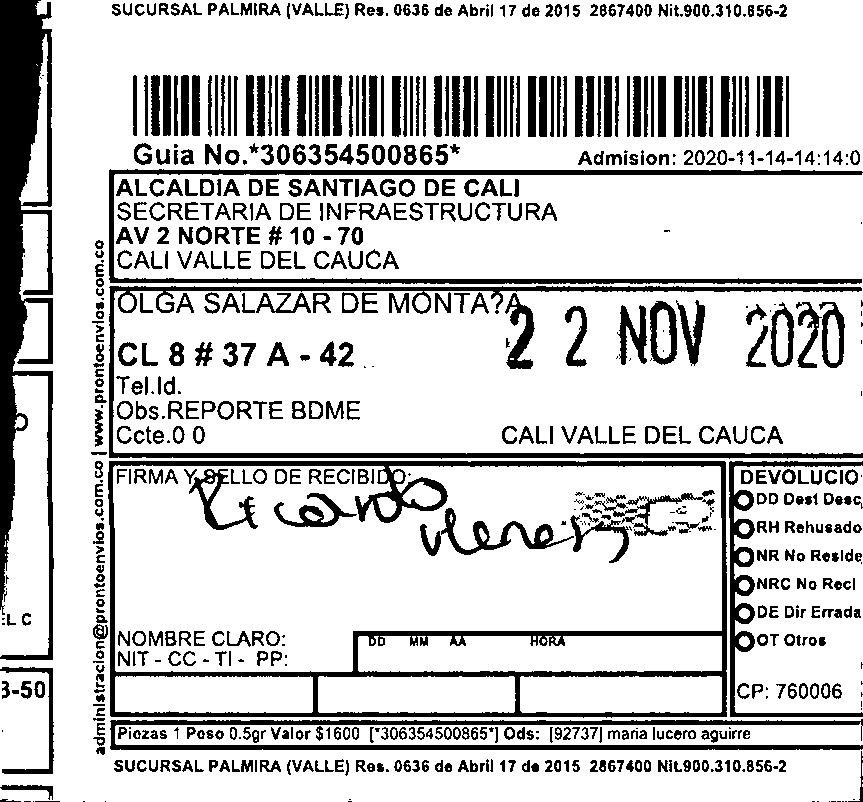 SUCURSAL PALMIRA (VALLE) Res. 0636 de Abril 17 de 2015 2867400 Nit.900.310.856-2
Guia No.*306354500865*
Admision: 2020-11-14-14:14:0
ALCALDIA DE SANTIAGO DE CALI
SECRETARIA DE INFRAESTRUCTURA
AV 2 NORTE # 10 - 70
CALI VALLE DEL CAUCA
OLGA SALAZAR DE MONTA?A
22 NOV 2020
CL 8 # 37 A - 42
Tel.Id.
Obs.REPORTE BDME
Ccte.0 0
CALI VALLE DEL CAUCA
administracion@prontoenvios.com.co | www.prontoenvios.com.co
FIRMA Y SELLO DE RECIBIDO:
Ricardo
DEVOLUCIO
DD Dest Desc
RH Rehusado
NR No Reside
NRC No Recl
DE Dir Errada
OT Otros
NOMBRE CLARO:
NIT - CC - TI - PP:
DD MM AA HORA
CP: 760006
EL C
3-50
Piezas 1 Peso 0.5gr Valor $1600 [*306354500865*] Ods: [92737] maria lucero aguirre
SUCURSAL PALMIRA (VALLE) Res. 0636 de Abril 17 de 2015 2867400 Nit.900.310.856-2